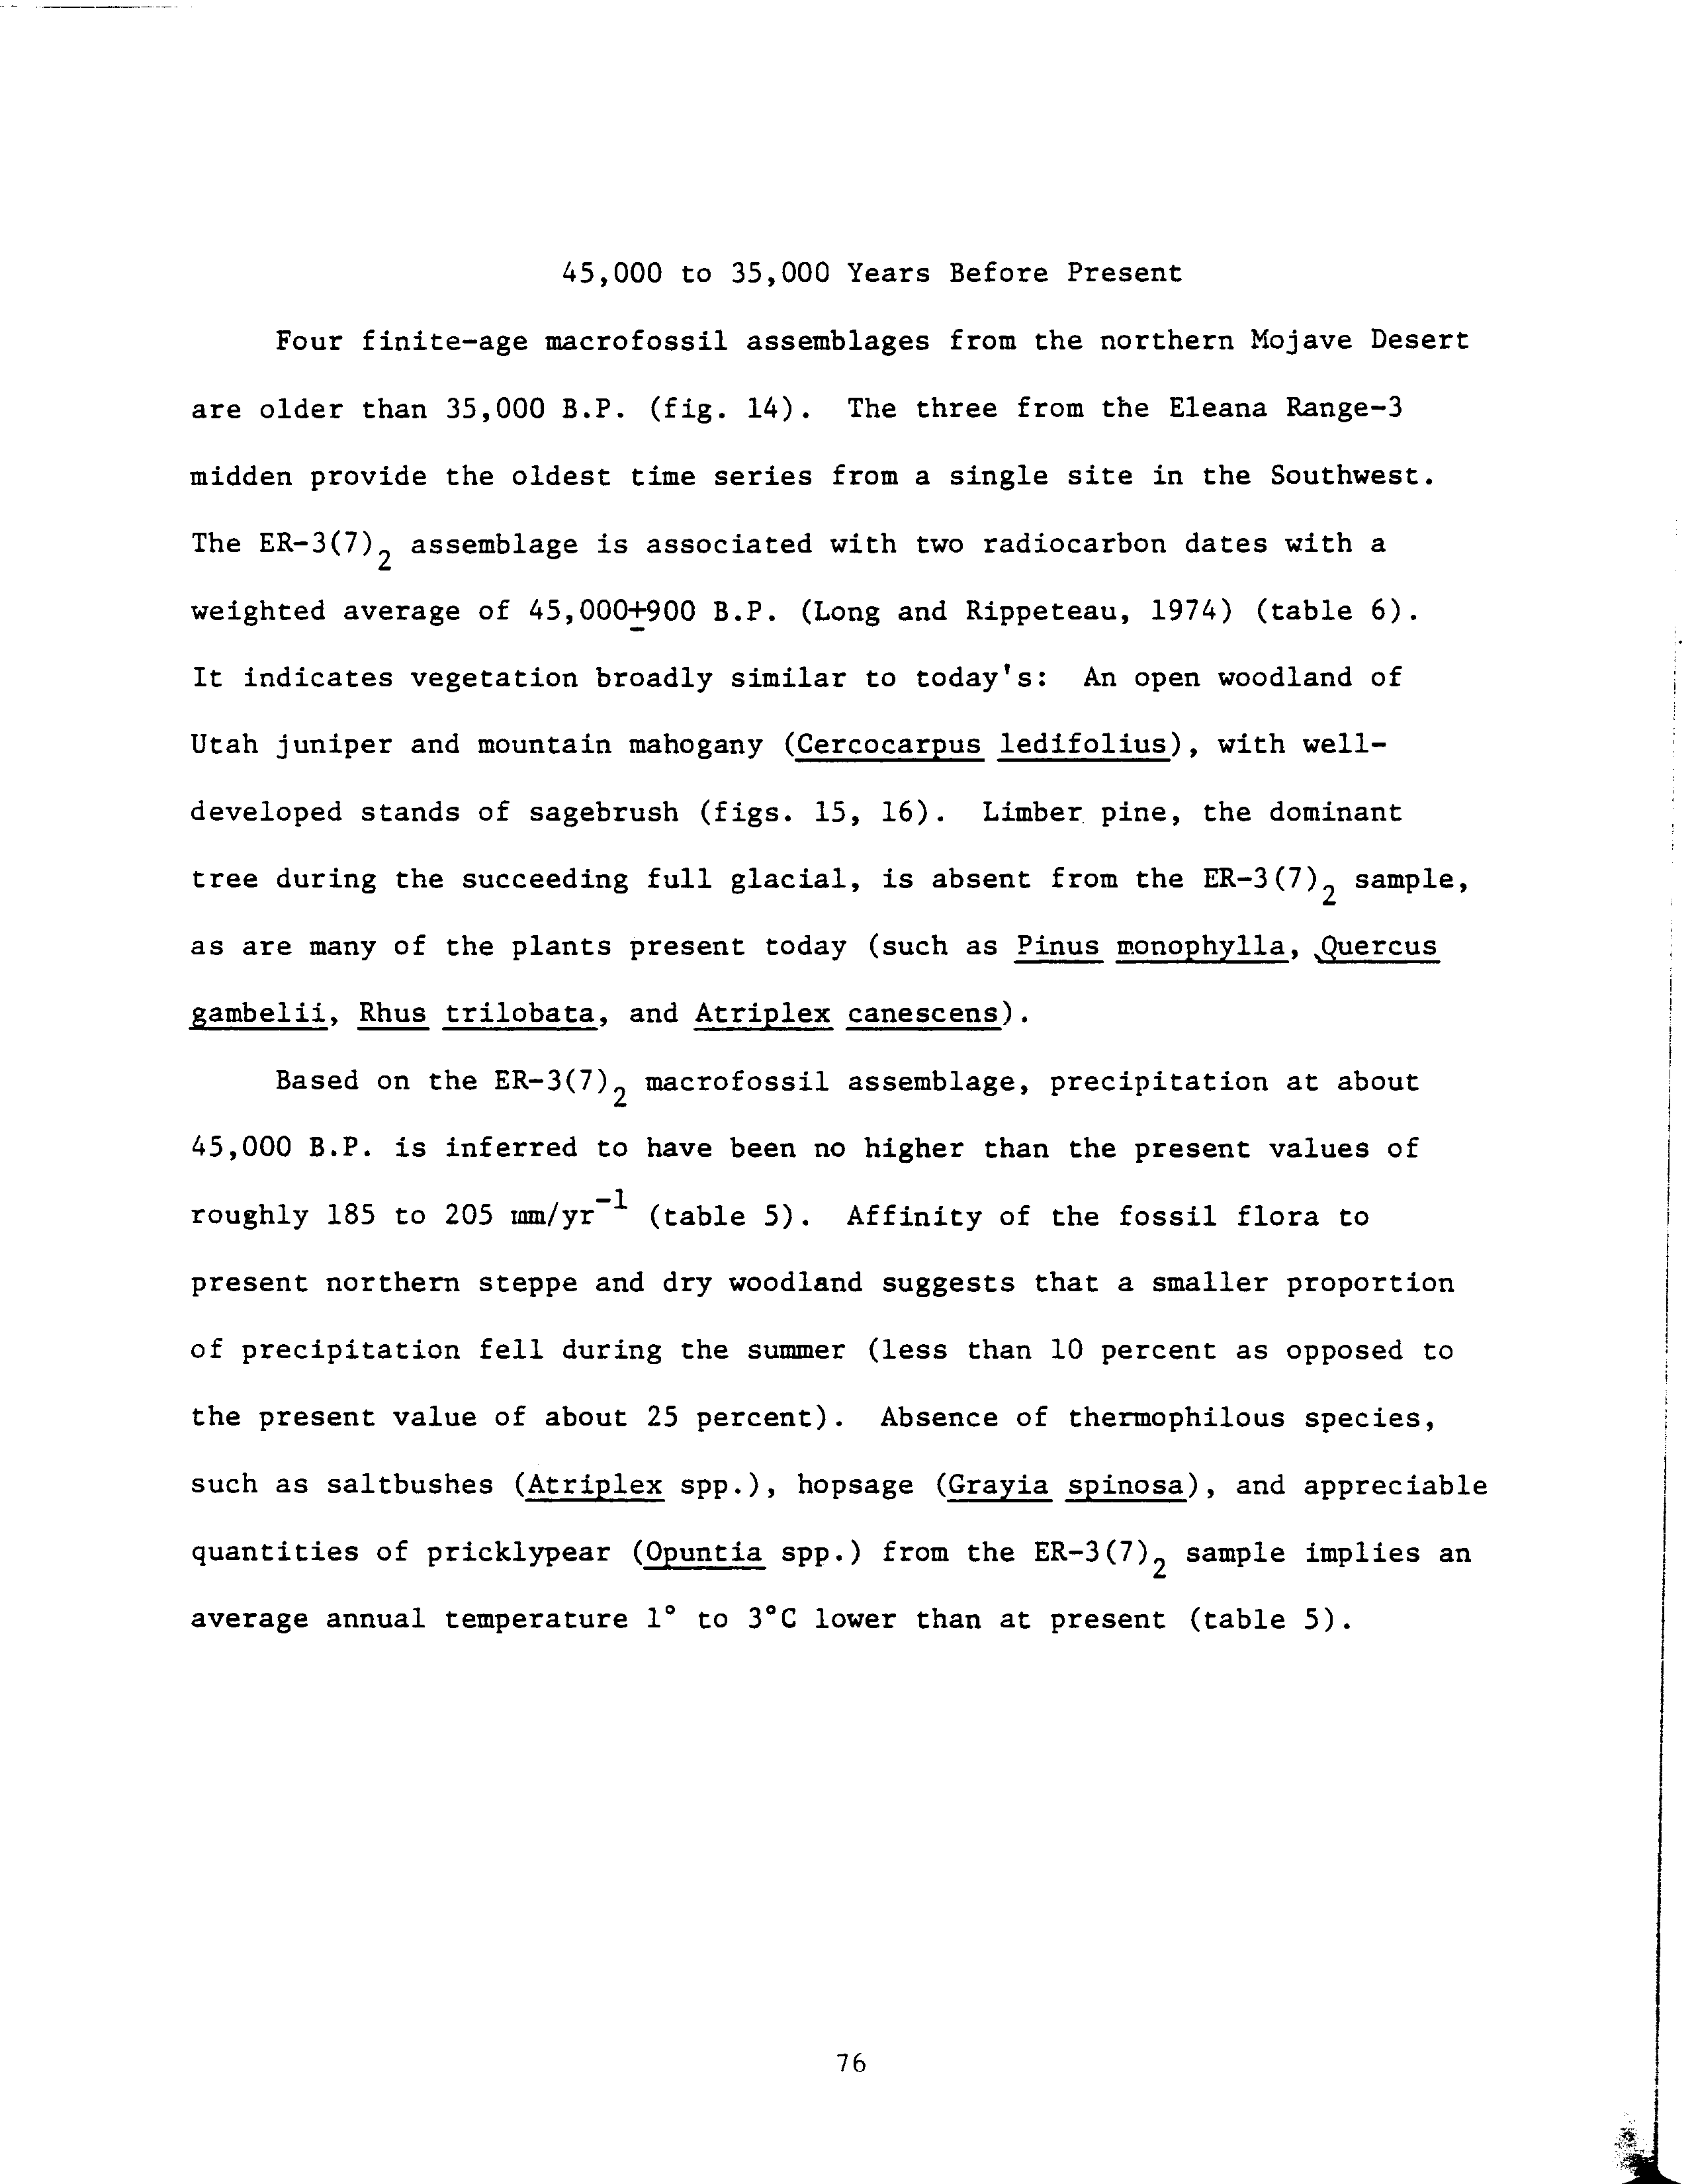 45,000 to 35,000 Years Before Present
Four finite-age macrofossil assemblages from the northern Mojave Desert
are older than 35,000 B.P. (fig. 14). The three from the Eleana Range-3
midden provide the oldest time series from a single site in the Southwest.
The ER-3(7)₂ assemblage is associated with two radiocarbon dates with a
weighted average of 45,000±900 B.P. (Long and Rippeteau, 1974) (table 6).
It indicates vegetation broadly similar to today's: An open woodland of
Utah juniper and mountain mahogany (Cercocarpus ledifolius), with well-
developed stands of sagebrush (figs. 15, 16). Limber pine, the dominant
tree during the succeeding full glacial, is absent from the ER-3(7)₂ sample,
as are many of the plants present today (such as Pinus monophylla, Quercus
gambelii, Rhus trilobata, and Atriplex canescens).
Based on the ER-3(7)₂ macrofossil assemblage, precipitation at about
45,000 B.P. is inferred to have been no higher than the present values of
roughly 185 to 205 mm/yr⁻¹ (table 5). Affinity of the fossil flora to
present northern steppe and dry woodland suggests that a smaller proportion
of precipitation fell during the summer (less than 10 percent as opposed to
the present value of about 25 percent). Absence of thermophilous species,
such as saltbushes (Atriplex spp.), hopsage (Grayia spinosa), and appreciable
quantities of pricklypear (Opuntia spp.) from the ER-3(7)₂ sample implies an
average annual temperature 1° to 3°C lower than at present (table 5).
76